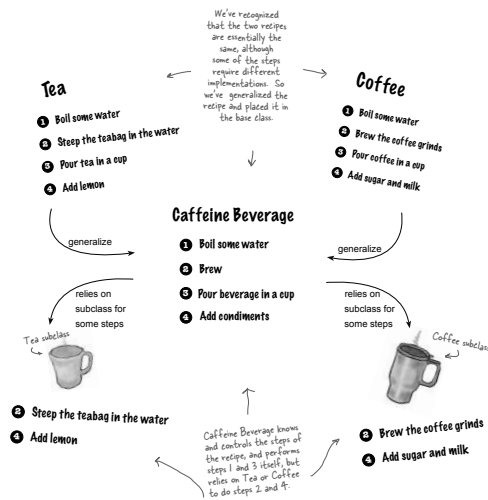 We've recognized
that the two recipes
are essentially the
same, although
some of the steps
require different
implementations. So
we've generalized the
recipe and placed it in
the base class.
Tea
1 Boil some water
2 Steep the teabag in the water
3 Pour tea in a cup
4 Add lemon
Coffee
1 Boil some water
2 Brew the coffee grinds
3 Pour coffee in a cup
4 Add sugar and milk
Caffeine Beverage
1 Boil some water
2 Brew
3 Pour beverage in a cup
4 Add condiments
generalize
generalize
relies on
subclass for
some steps
relies on
subclass for
some steps
Tea subclass
Coffee subclass
2 Steep the teabag in the water
4 Add lemon
Caffeine Beverage knows
and controls the steps of
the recipe, and performs
steps 1 and 3 itself, but
relies on Tea or Coffee
to do steps 2 and 4.
2 Brew the coffee grinds
4 Add sugar and milk